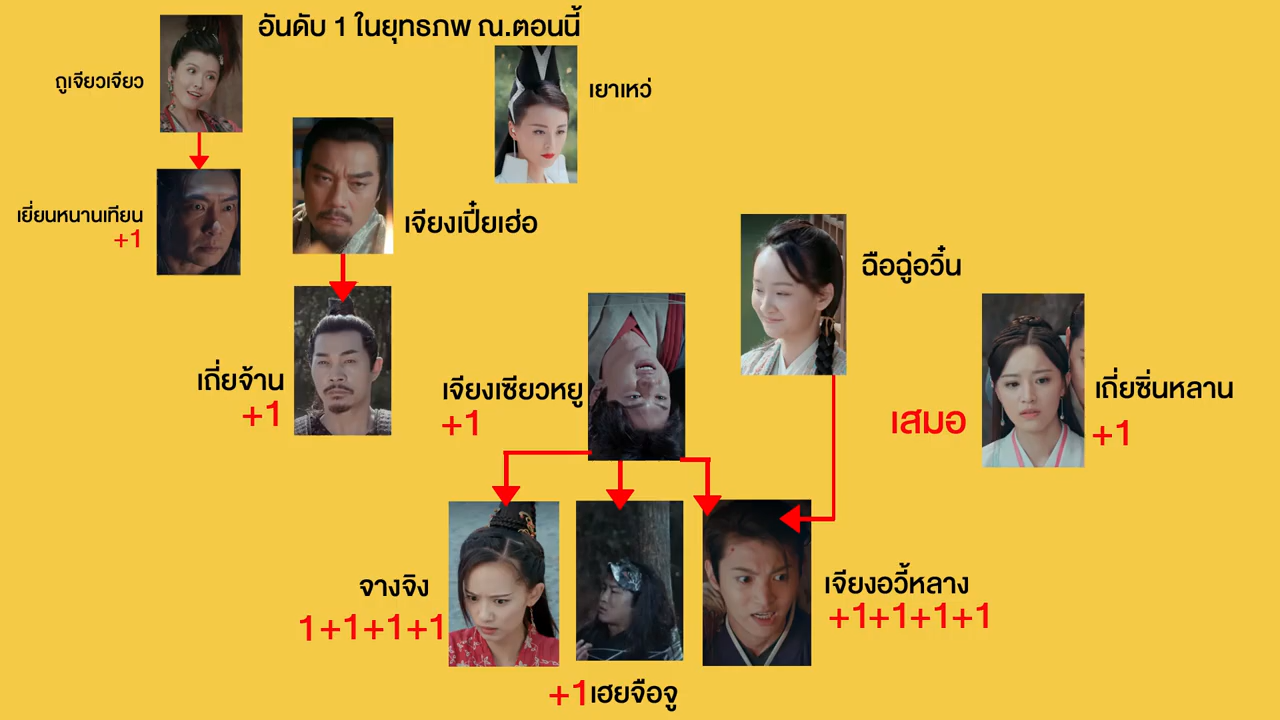 อันดับ 1 ในยุทธภพ ณ.ตอนนี้
ถูเจียวเจียว
เยาเหว่
เยี่ยนหนานเทียน
+1
เจียงเปี๋ยเฮ่อ
ฉือฉู่อวิ๋น
เถี่ยจ้าน
+1
เจียงเซียวหยู
+1
เสมอ
เถี่ยซิ่นหลาน
+1
จางจิง
1+1+1+1
เจียงอวี้หลาง
+1+1+1+1
+1เฮยจือจู